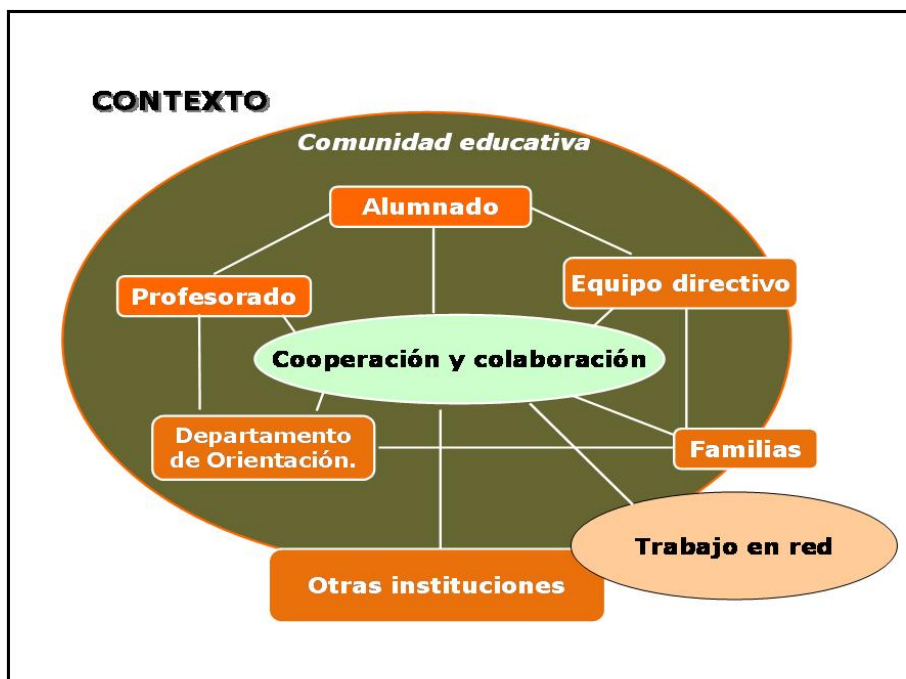 CONTEXTO
Comunidad educativa
Alumnado
Equipo directivo
Profesorado
Cooperación y colaboración
Departamento
de Orientación.
Familias
Trabajo en red
Otras instituciones